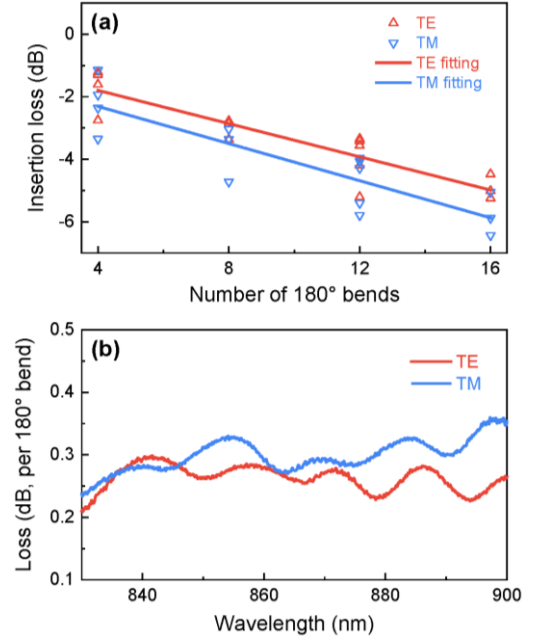 (a)
TE
TM
TE fitting
TM fitting
Insertion loss (dB)
0
-2
-4
-6
4 8 12 16
Number of 180° bends
(b)
TE
TM
Loss (dB, per 180° bend)
0.5
0.4
0.3
0.2
0.1
840 860 880 900
Wavelength (nm)